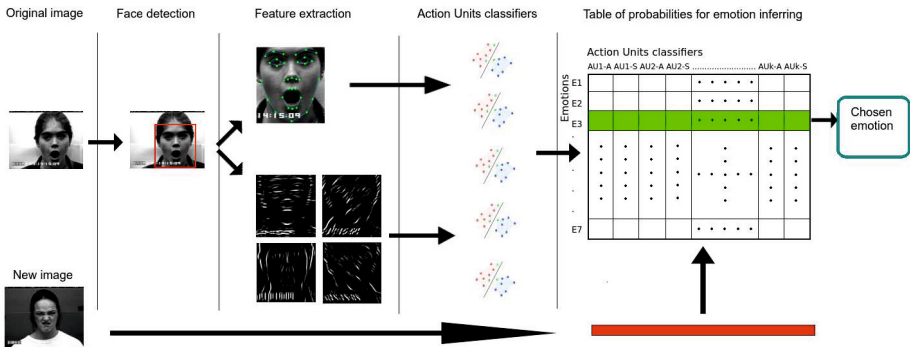 Original image
Face detection
Feature extraction
Action Units classifiers
Table of probabilities for emotion inferring
Action Units classifiers
AU1-A AU1-S AU2-A AU2-S .......................... AUk-A AUk-S
Emotions
E1
E2
E3
E7
Chosen
emotion
14:15:09
New image